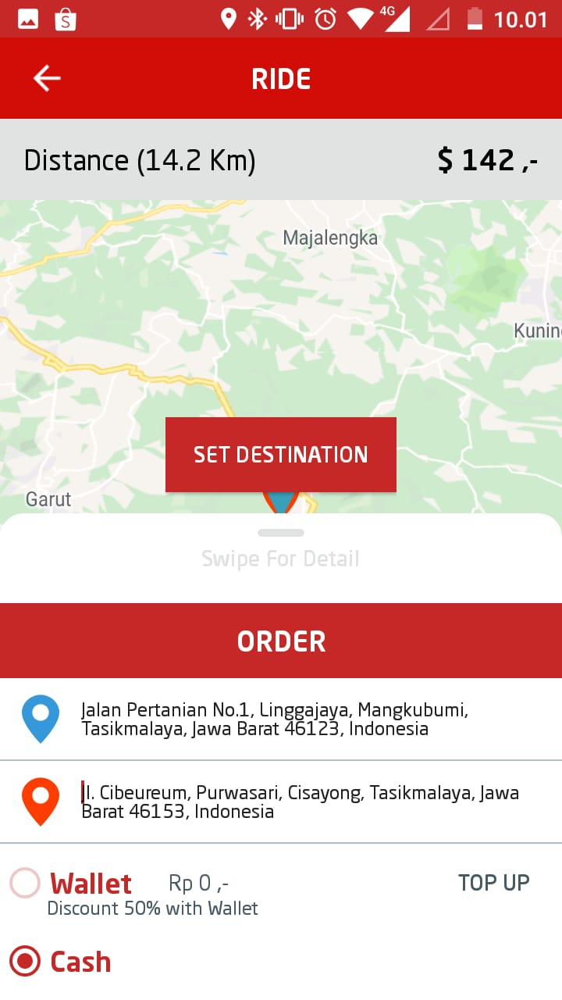 S
4G
10.01
RIDE
Distance (14.2 Km)
$ 142 ,-
Majalengka
Kunin
SET DESTINATION
Garut
Swipe For Detail
ORDER
Jalan Pertanian No.1, Linggajaya, Mangkubumi,
Tasikmalaya, Jawa Barat 46123, Indonesia
Jl. Cibeureum, Purwasari, Cisayong, Tasikmalaya, Jawa
Barat 46153, Indonesia
Wallet
Rp 0 ,-
TOP UP
Discount 50% with Wallet
Cash